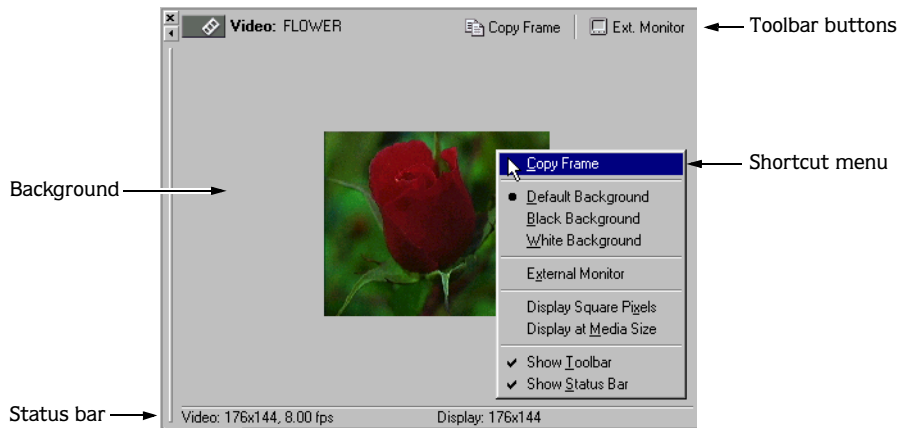 Video: FLOWER
Copy Frame
Ext. Monitor
Toolbar buttons
Copy Frame
Shortcut menu
Background
Default Background
Black Background
White Background
External Monitor
Display Square Pixels
Display at Media Size
Show Toolbar
Show Status Bar
Status bar
Video: 176x144, 8.00 fps
Display: 176x144